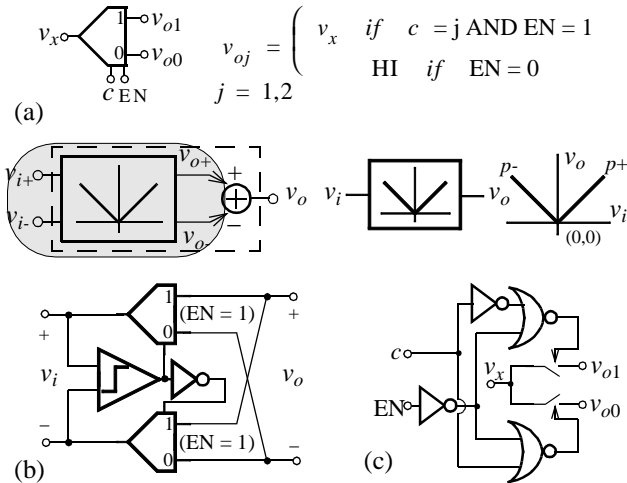 v_x
1
v_o1
0
v_o0
c EN
(a)
v_oj = ( v_x if c = j AND EN = 1
HI if EN = 0
j = 1,2
v_i+
v_i-
v_o+
v_o-
+
−
v_o
v_i
v_o
p-
v_o
p+
v_i
(0,0)
1
(EN = 1)
0
+
v_i
−
+
v_o
−
1
(EN = 1)
0
(b)
c
EN
v_x
v_o1
v_o0
(c)